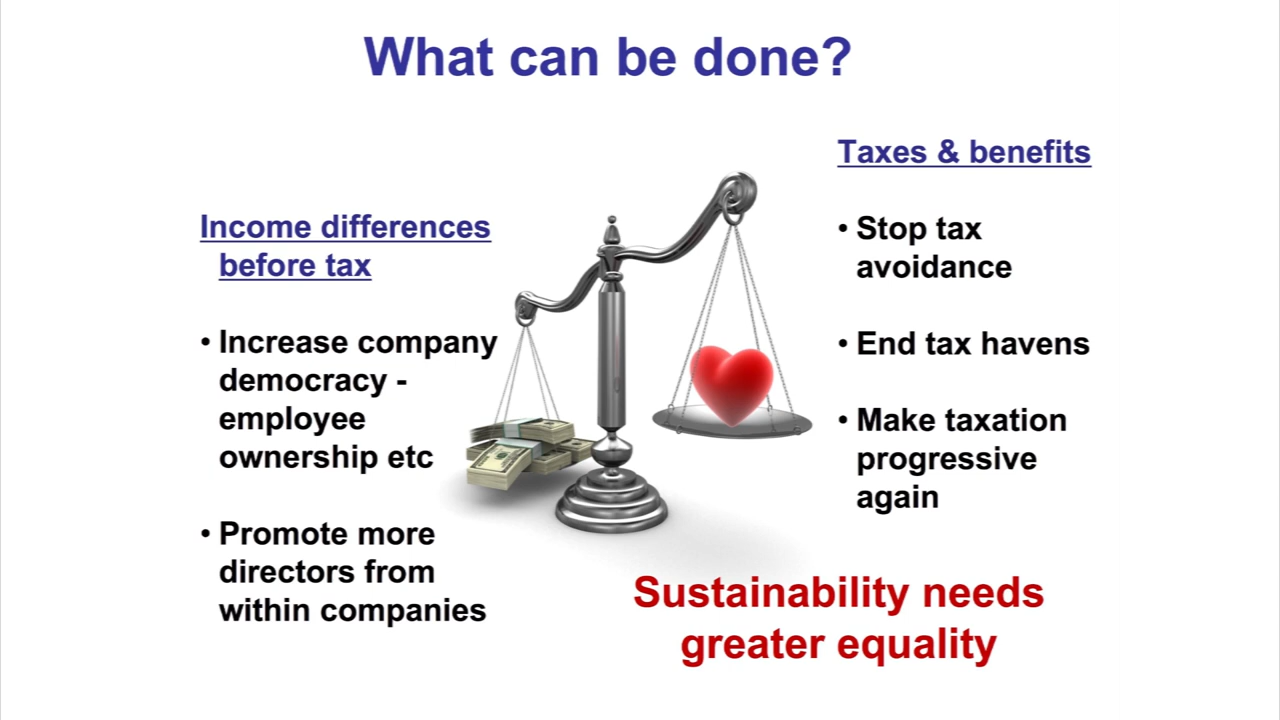 What can be done?
Income differences
before tax
• Increase company
democracy -
employee
ownership etc
• Promote more
directors from
within companies
Taxes & benefits
• Stop tax
avoidance
• End tax havens
• Make taxation
progressive
again
Sustainability needs
greater equality